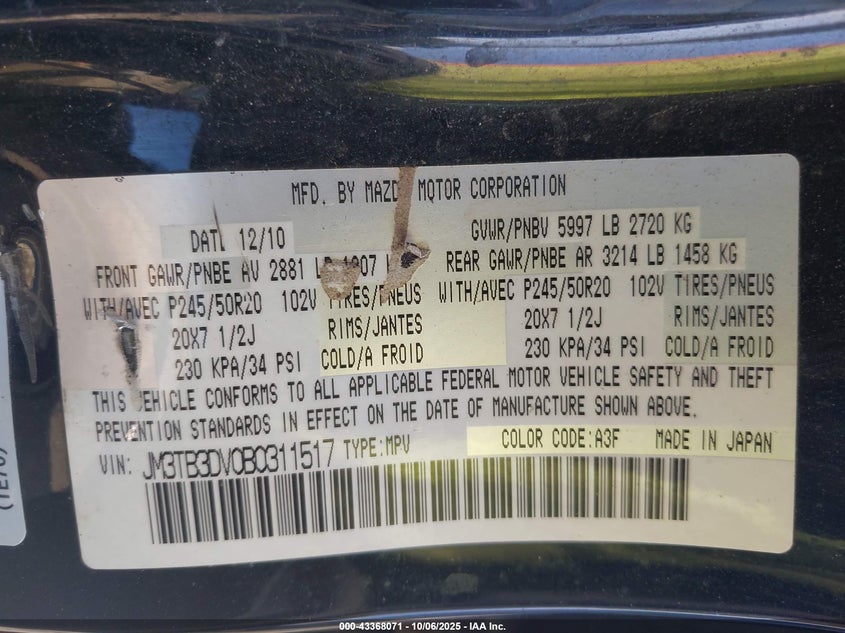 MFD. BY MOTOR CORPORATION
DATE 12/10
GVWR/PNBV 5997 LB 2720 KG
FRONT GAWR/PNBE AV 2881 LB
REAR GAWR/PNBE AR 3214 LB 1458 KG
WITH/AVEC P245/50R20 102V TIRES/PNEUS
WITH/AVEC P245/50R20 102V TIRES/PNEUS
20X7 1/2J RIMS/JANTES
20X7 1/2J RIMS/JANTES
230 KPA/34 PSI COLD/A FROID
230 KPA/34 PSI COLD/A FROID
THIS VEHICLE CONFORMS TO ALL APPLICABLE FEDERAL MOTOR VEHICLE SAFETY AND THEFT
PREVENTION STANDARDS IN EFFECT ON THE DATE OF MANUFACTURE SHOWN ABOVE.
VIN: JM3TB3DV0B0311517 TYPE:MPV
COLOR CODE:A3F MADE IN JAPAN
000-43368071 - 10/06/2025 - IAA Inc.